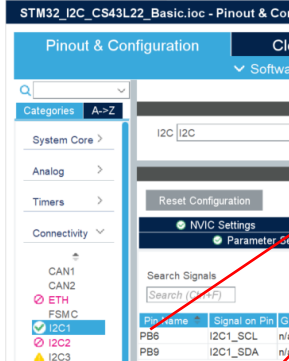 STM32_I2C_CS43L22_Basic.ioc - Pinout & Co
Pinout & Configuration
Cl
Softwa
Categories A->Z
I2C I2C
System Core
Analog
Reset Configuration
Timers
NVIC Settings
Connectivity
Parameter Se
Search Signals
CAN1
Search (Ctrl+F)
CAN2
ETH
FSMC
Pin Name Signal on Pin G
I2C1
PB6 I2C1_SCL n/a
I2C2
PB9 I2C1_SDA n/a
I2C3